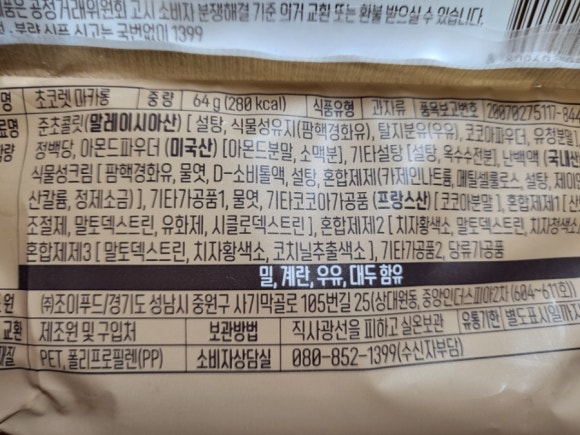 품은 공정거래위원회 고시 소비자 분쟁해결 기준 의거 교환 또는 환불 받으실 수 있습니다.
부정·불량식품 신고는 국번없이 1399
명 초코렛 마카롱 중량 64 g (280 kcal) 식품유형 과자류 품목보고번호 20070275117-844
료명 준초콜릿(말레이시아산) [ 설탕, 식물성유지(팜핵경화유), 탈지분유(우유), 코코아파우더, 유청분말
량 정백당, 아몬드파우더 (미국산) [아몬드분말, 소맥분], 기타설탕 [설탕, 옥수수전분], 난백액 (국내산
식물성크림 [ 팜핵경화유, 물엿, D-소비톨액, 설탕, 혼합제제(카제인나트륨, 메틸셀룰로스, 설탕, 제이인
산칼륨, 정제소금) ], 기타가공품1, 물엿, 기타코코아가공품 (프랑스산) [ 코코아분말 ], 혼합제제1 [ 산
조절제, 말토덱스트린, 유화제, 시클로덱스트린 ], 혼합제제2 [ 치자황색소, 말토덱스트린, 치자청색소
혼합제제3 [ 말토덱스트린, 치자황색소, 코치닐추출색소 ], 기타가공품2, 당류가공품
밀, 계란, 우유, 대두 함유
원 ㈜조이푸드/경기도 성남시 중원구 사기막골로 105번길 25(상대원동, 중앙인더스피아2차) (604~611호)
교환 제조원 및 구입처 보관방법 직사광선을 피하고 실온보관 유통기한 별도표시일까지
재질 PET, 폴리프로필렌(PP) 소비자상담실 080-852-1399(수신자부담)